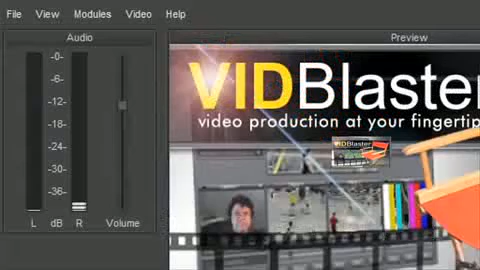 File View Modules Video Help
Audio
Preview
-0-
-6-
-12-
-18-
-24-
-30-
-36-
L dB R Volume
VIDBlaster
video production at your fingertip
VIDBlaster